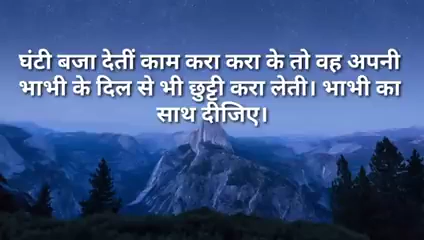 घंटी बजा देतीं काम करा करा के तो वह अपनी
भाभी के दिल से भी छुट्टी करा लेती। भाभी का
साथ दीजिए।